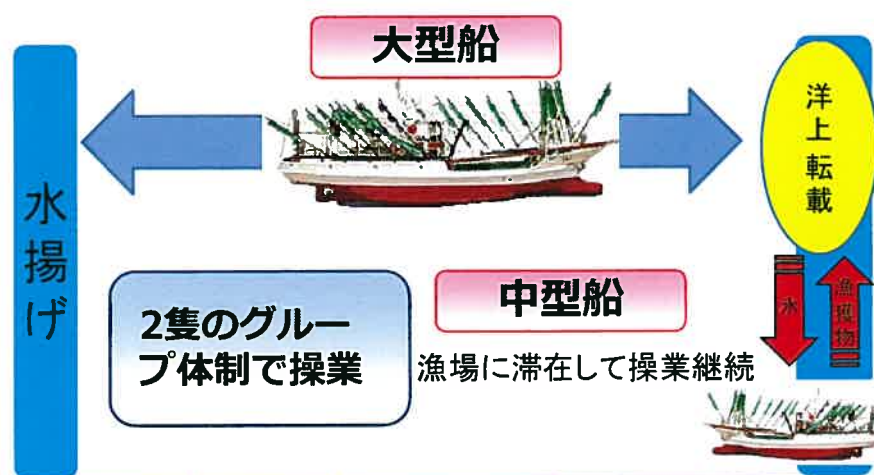 大型船
洋上転載
水揚げ
2隻のグルー
プ体制で操業
中型船
漁場に滞在して操業継続
氷
漁獲物